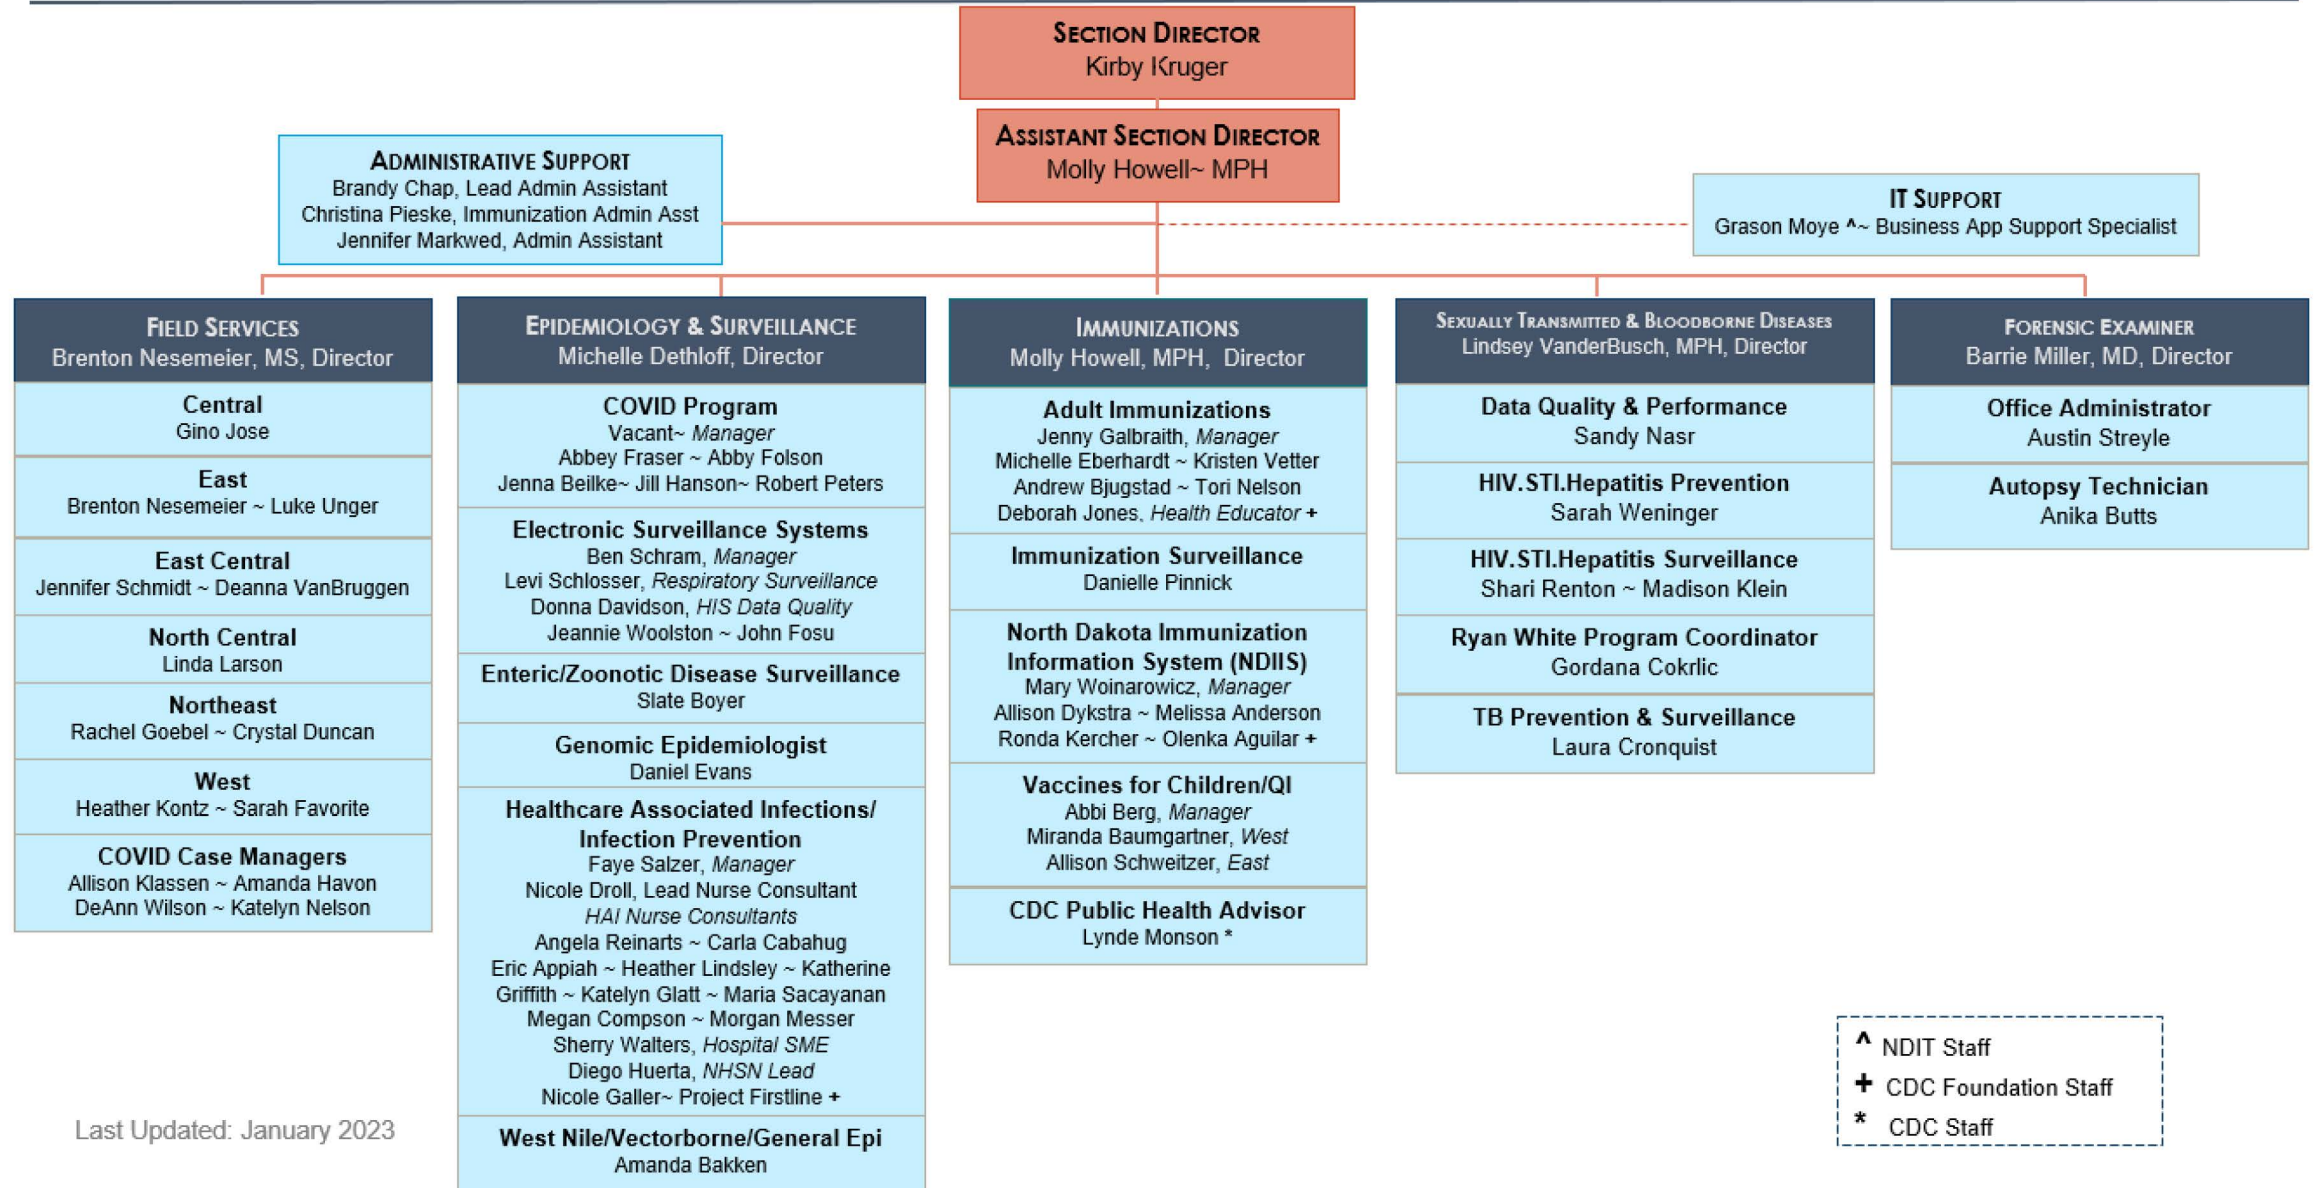 SECTION DIRECTOR
Kirby Kruger
ASSISTANT SECTION DIRECTOR
Molly Howell~ MPH
ADMINISTRATIVE SUPPORT
Brandy Chap, Lead Admin Assistant
Christina Pieske, Immunization Admin Asst
Jennifer Markwed, Admin Assistant
IT SUPPORT
Grason Moye ^~ Business App Support Specialist
FIELD SERVICES
Brenton Nesemeier, MS, Director
Central
Gino Jose
East
Brenton Nesemeier ~ Luke Unger
East Central
Jennifer Schmidt ~ Deanna VanBruggen
North Central
Linda Larson
Northeast
Rachel Goebel ~ Crystal Duncan
West
Heather Kontz ~ Sarah Favorite
COVID Case Managers
Allison Klassen ~ Amanda Havon
DeAnn Wilson ~ Katelyn Nelson
EPIDEMIOLOGY & SURVEILLANCE
Michelle Dethloff, Director
COVID Program
Vacant~ Manager
Abbey Fraser ~ Abby Folson
Jenna Beilke~ Jill Hanson~ Robert Peters
Electronic Surveillance Systems
Ben Schram, Manager
Levi Schlosser, Respiratory Surveillance
Donna Davidson, HIS Data Quality
Jeannie Woolston ~ John Fosu
Enteric/Zoonotic Disease Surveillance
Slate Boyer
Genomic Epidemiologist
Daniel Evans
Healthcare Associated Infections/
Infection Prevention
Faye Salzer, Manager
Nicole Droll, Lead Nurse Consultant
HAI Nurse Consultants
Angela Reinarts ~ Carla Cabahug
Eric Appiah ~ Heather Lindsley ~ Katherine
Griffith ~ Katelyn Glatt ~ Maria Sacayanan
Megan Compson ~ Morgan Messer
Sherry Walters, Hospital SME
Diego Huerta, NHSN Lead
Nicole Galler~ Project Firstline +
West Nile/Vectorborne/General Epi
Amanda Bakken
IMMUNIZATIONS
Molly Howell, MPH, Director
Adult Immunizations
Jenny Galbraith, Manager
Michelle Eberhardt ~ Kristen Vetter
Andrew Bjugstad ~ Tori Nelson
Deborah Jones, Health Educator +
Immunization Surveillance
Danielle Pinnick
North Dakota Immunization
Information System (NDIIS)
Mary Woinarowicz, Manager
Allison Dykstra ~ Melissa Anderson
Ronda Kercher ~ Olenka Aguilar +
Vaccines for Children/QI
Abbi Berg, Manager
Miranda Baumgartner, West
Allison Schweitzer, East
CDC Public Health Advisor
Lynde Monson *
SEXUALLY TRANSMITTED & BLOODBORNE DISEASES
Lindsey VanderBusch, MPH, Director
Data Quality & Performance
Sandy Nasr
HIV.STI.Hepatitis Prevention
Sarah Weninger
HIV.STI.Hepatitis Surveillance
Shari Renton ~ Madison Klein
Ryan White Program Coordinator
Gordana Cokrlic
TB Prevention & Surveillance
Laura Cronquist
FORENSIC EXAMINER
Barrie Miller, MD, Director
Office Administrator
Austin Streyle
Autopsy Technician
Anika Butts
^ NDIT Staff
+ CDC Foundation Staff
* CDC Staff
Last Updated: January 2023